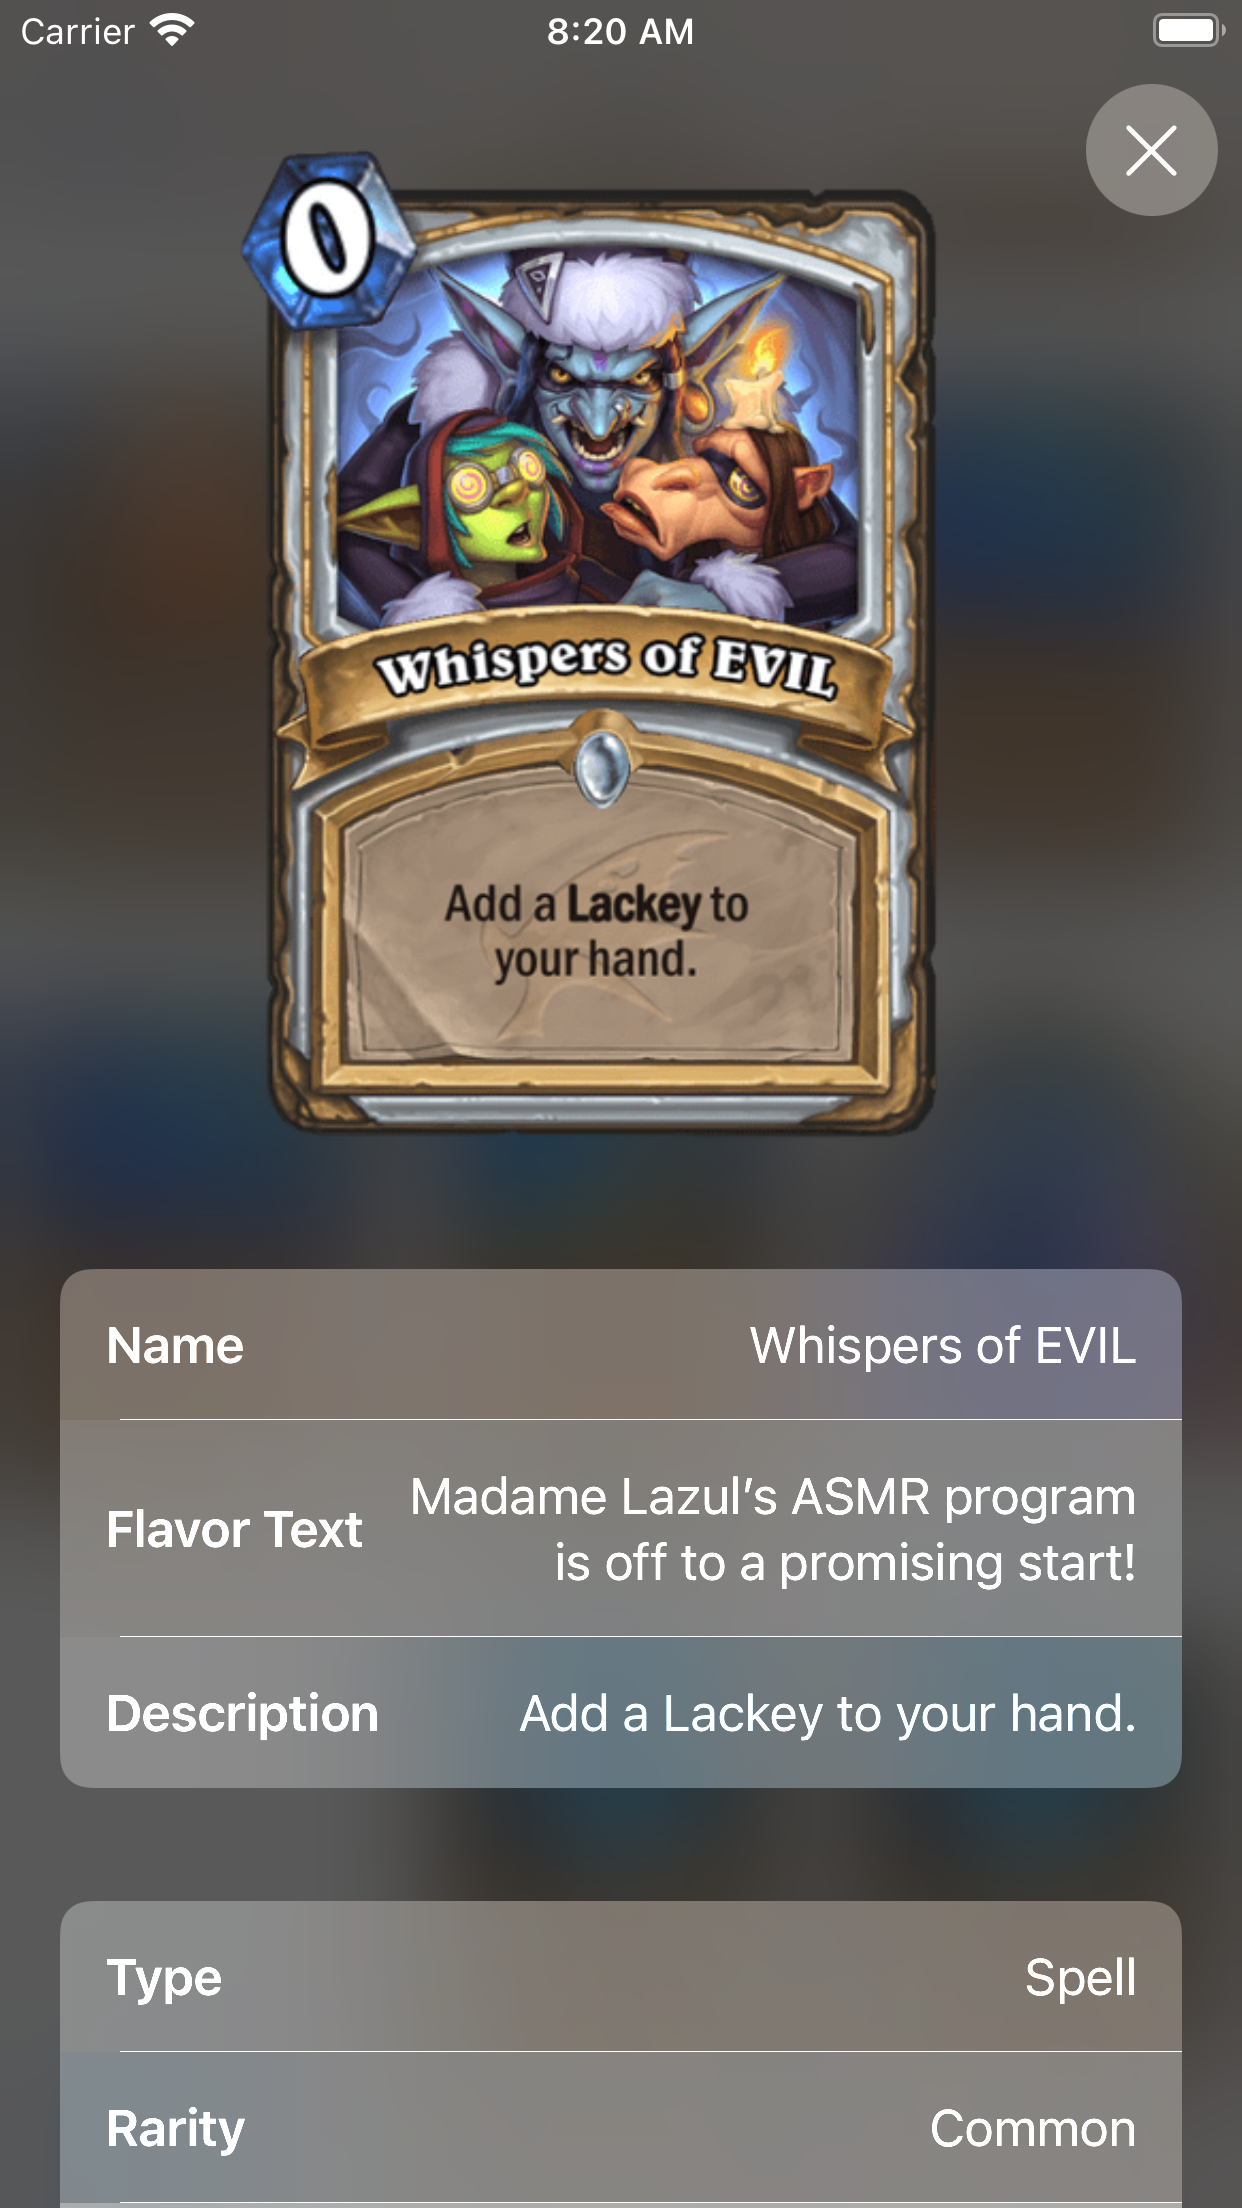 Carrier
8:20 AM
0
Whispers of EVIL
Add a Lackey to
your hand.
Name
Whispers of EVIL
Flavor Text
Madame Lazul’s ASMR program
is off to a promising start!
Description
Add a Lackey to your hand.
Type
Spell
Rarity
Common